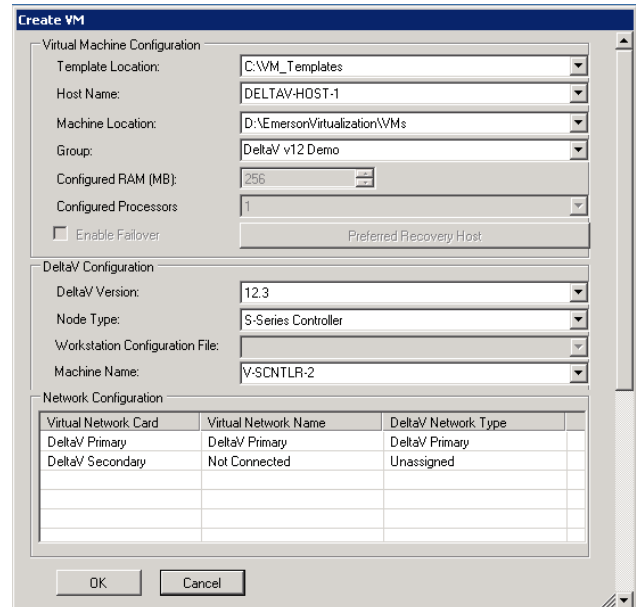 Create VM
Virtual Machine Configuration
Template Location: C:\VM_Templates
Host Name: DELTAV-HOST-1
Machine Location: D:\EmersonVirtualization\VMs
Group: DeltaV v12 Demo
Configured RAM (MB): 256
Configured Processors 1
Enable Failover Preferred Recovery Host
DeltaV Configuration
DeltaV Version: 12.3
Node Type: S-Series Controller
Workstation Configuration File:
Machine Name: V-SCNTLR-2
Network Configuration
Virtual Network Card Virtual Network Name DeltaV Network Type
DeltaV Primary DeltaV Primary DeltaV Primary
DeltaV Secondary Not Connected Unassigned
OK Cancel